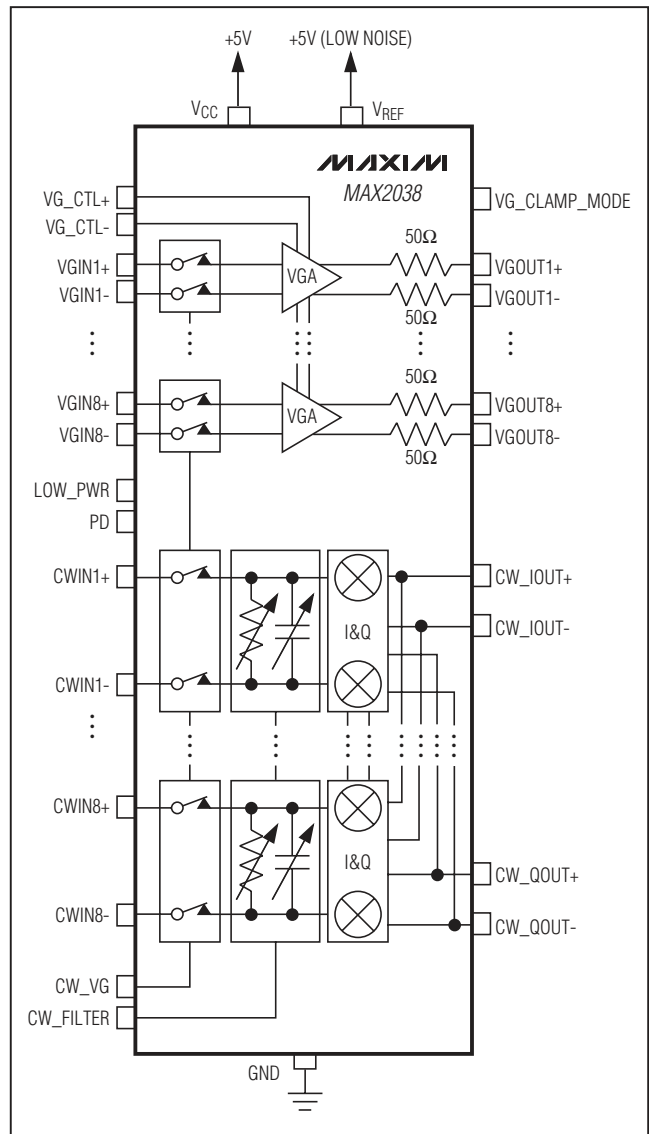 +5V +5V (LOW NOISE)
VCC VREF
MAXIM
MAX2038
VG_CTL+
VG_CLAMP_MODE
VG_CTL-
50Ω
VGIN1+ VGA VGOUT1+
VGIN1- VGOUT1-
50Ω
50Ω
VGIN8+ VGA VGOUT8+
VGIN8- VGOUT8-
50Ω
LOW_PWR
PD
CWIN1+ CW_IOUT+
I&Q CW_IOUT-
CWIN1-
CWIN8+
I&Q CW_QOUT+
CWIN8- CW_QOUT-
CW_VG
CW_FILTER
GND